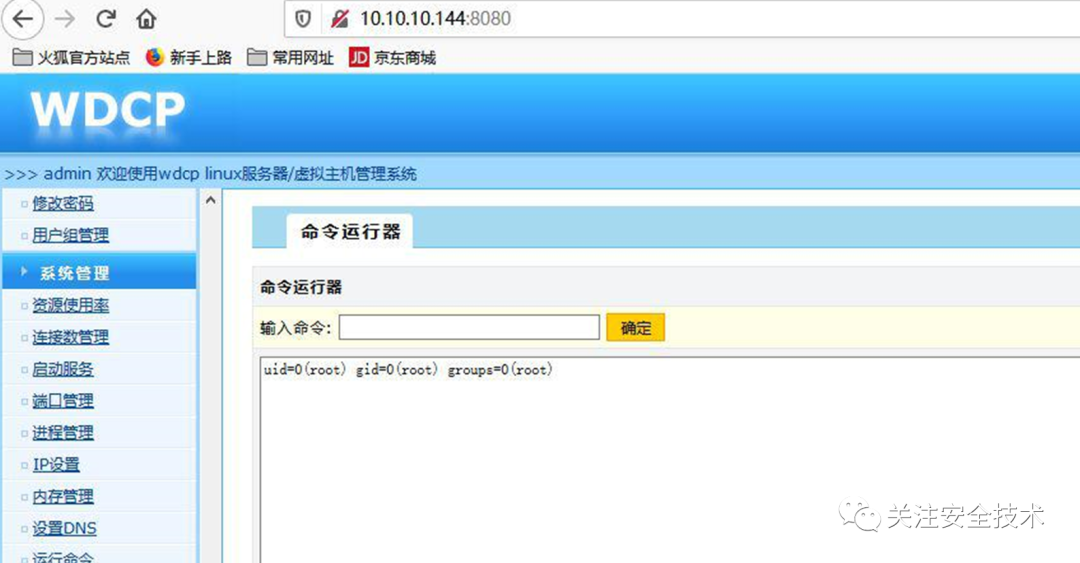 10.10.10.144:8080
火狐官方站点 新手上路 常用网址 JD 京东商城
WDCP
>>> admin 欢迎使用wdcp linux服务器/虚拟主机管理系统
修改密码
用户组管理
系统管理
资源使用率
连接数管理
启动服务
端口管理
进程管理
IP设置
内存管理
设置DNS
运行命令
命令运行器
命令运行器
输入命令: 确定
uid=0(root) gid=0(root) groups=0(root)
关注安全技术